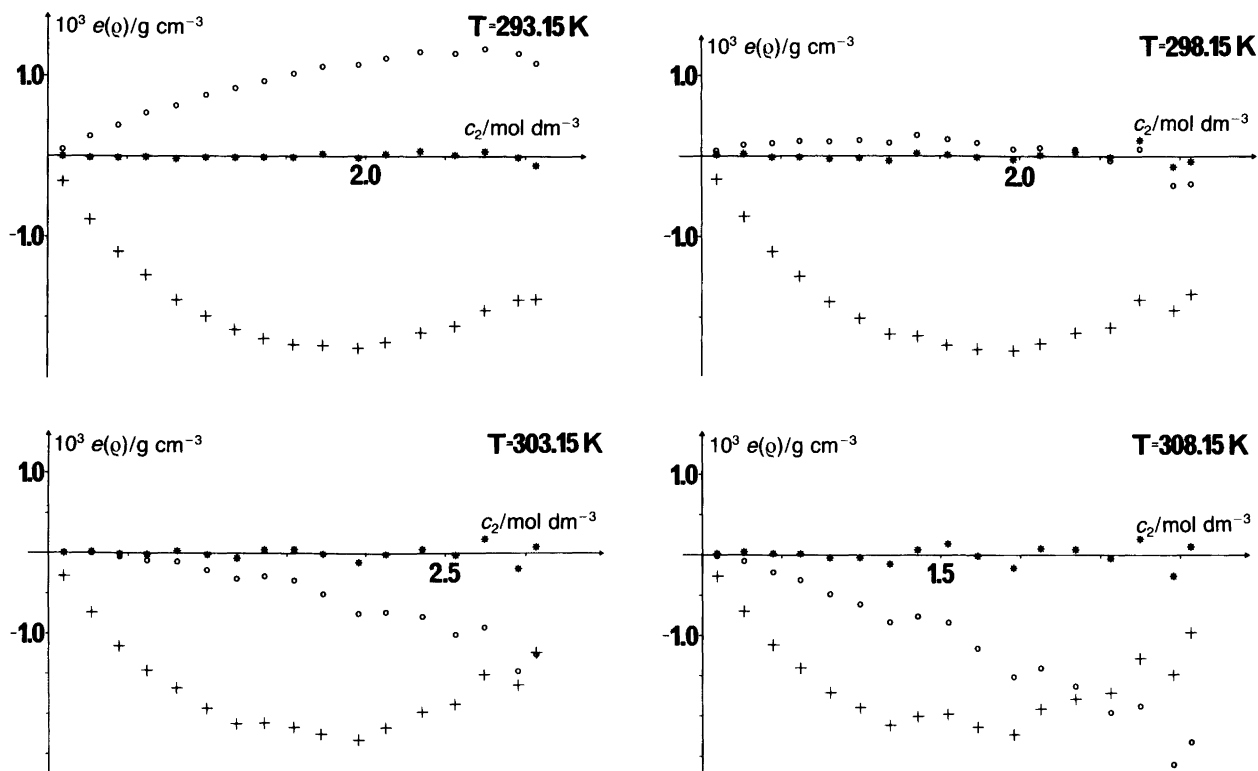 10³ e(ϱ)/g cm⁻³
T=293.15 K
1.0
c₂/mol dm⁻³
2.0
-1.0
10³ e(ϱ)/g cm⁻³
T=298.15 K
1.0
c₂/mol dm⁻³
2.0
-1.0
10³ e(ϱ)/g cm⁻³
T=303.15 K
1.0
c₂/mol dm⁻³
2.5
-1.0
10³ e(ϱ)/g cm⁻³
T=308.15 K
1.0
c₂/mol dm⁻³
1.5
-1.0